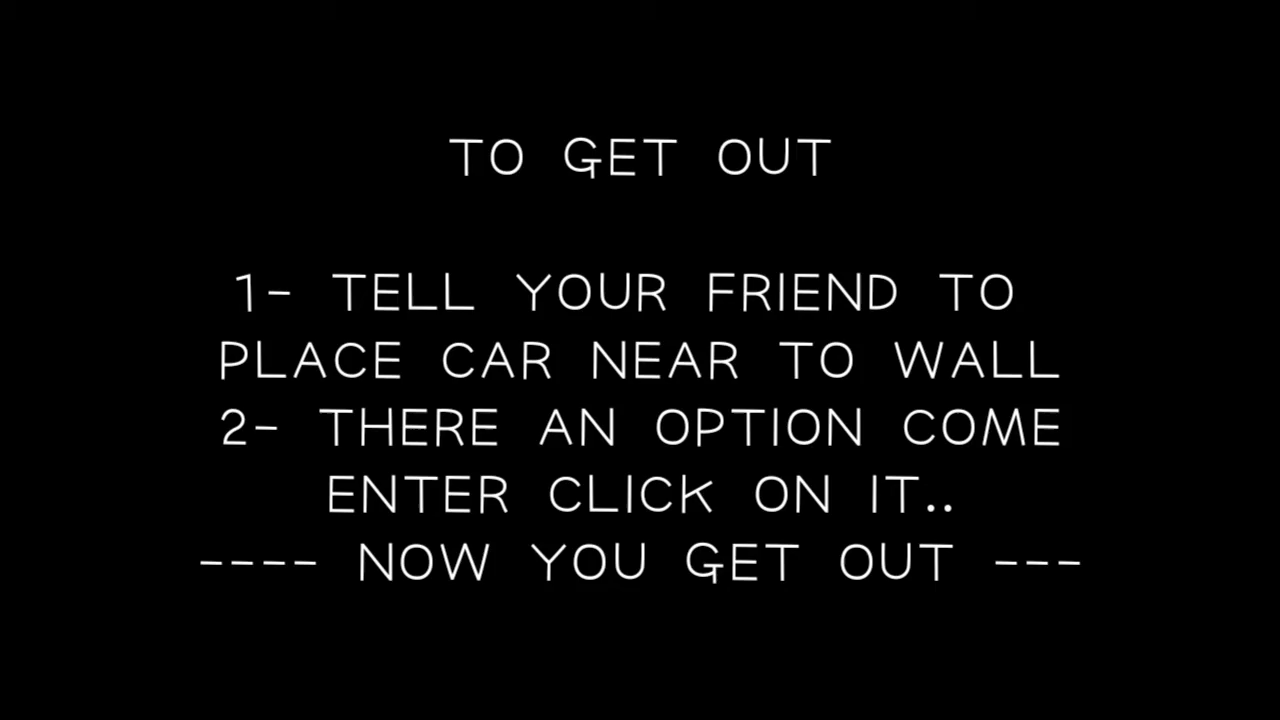 TO GET OUT
1- TELL YOUR FRIEND TO
PLACE CAR NEAR TO WALL
2- THERE AN OPTION COME
ENTER CLICK ON IT..
---- NOW YOU GET OUT ---